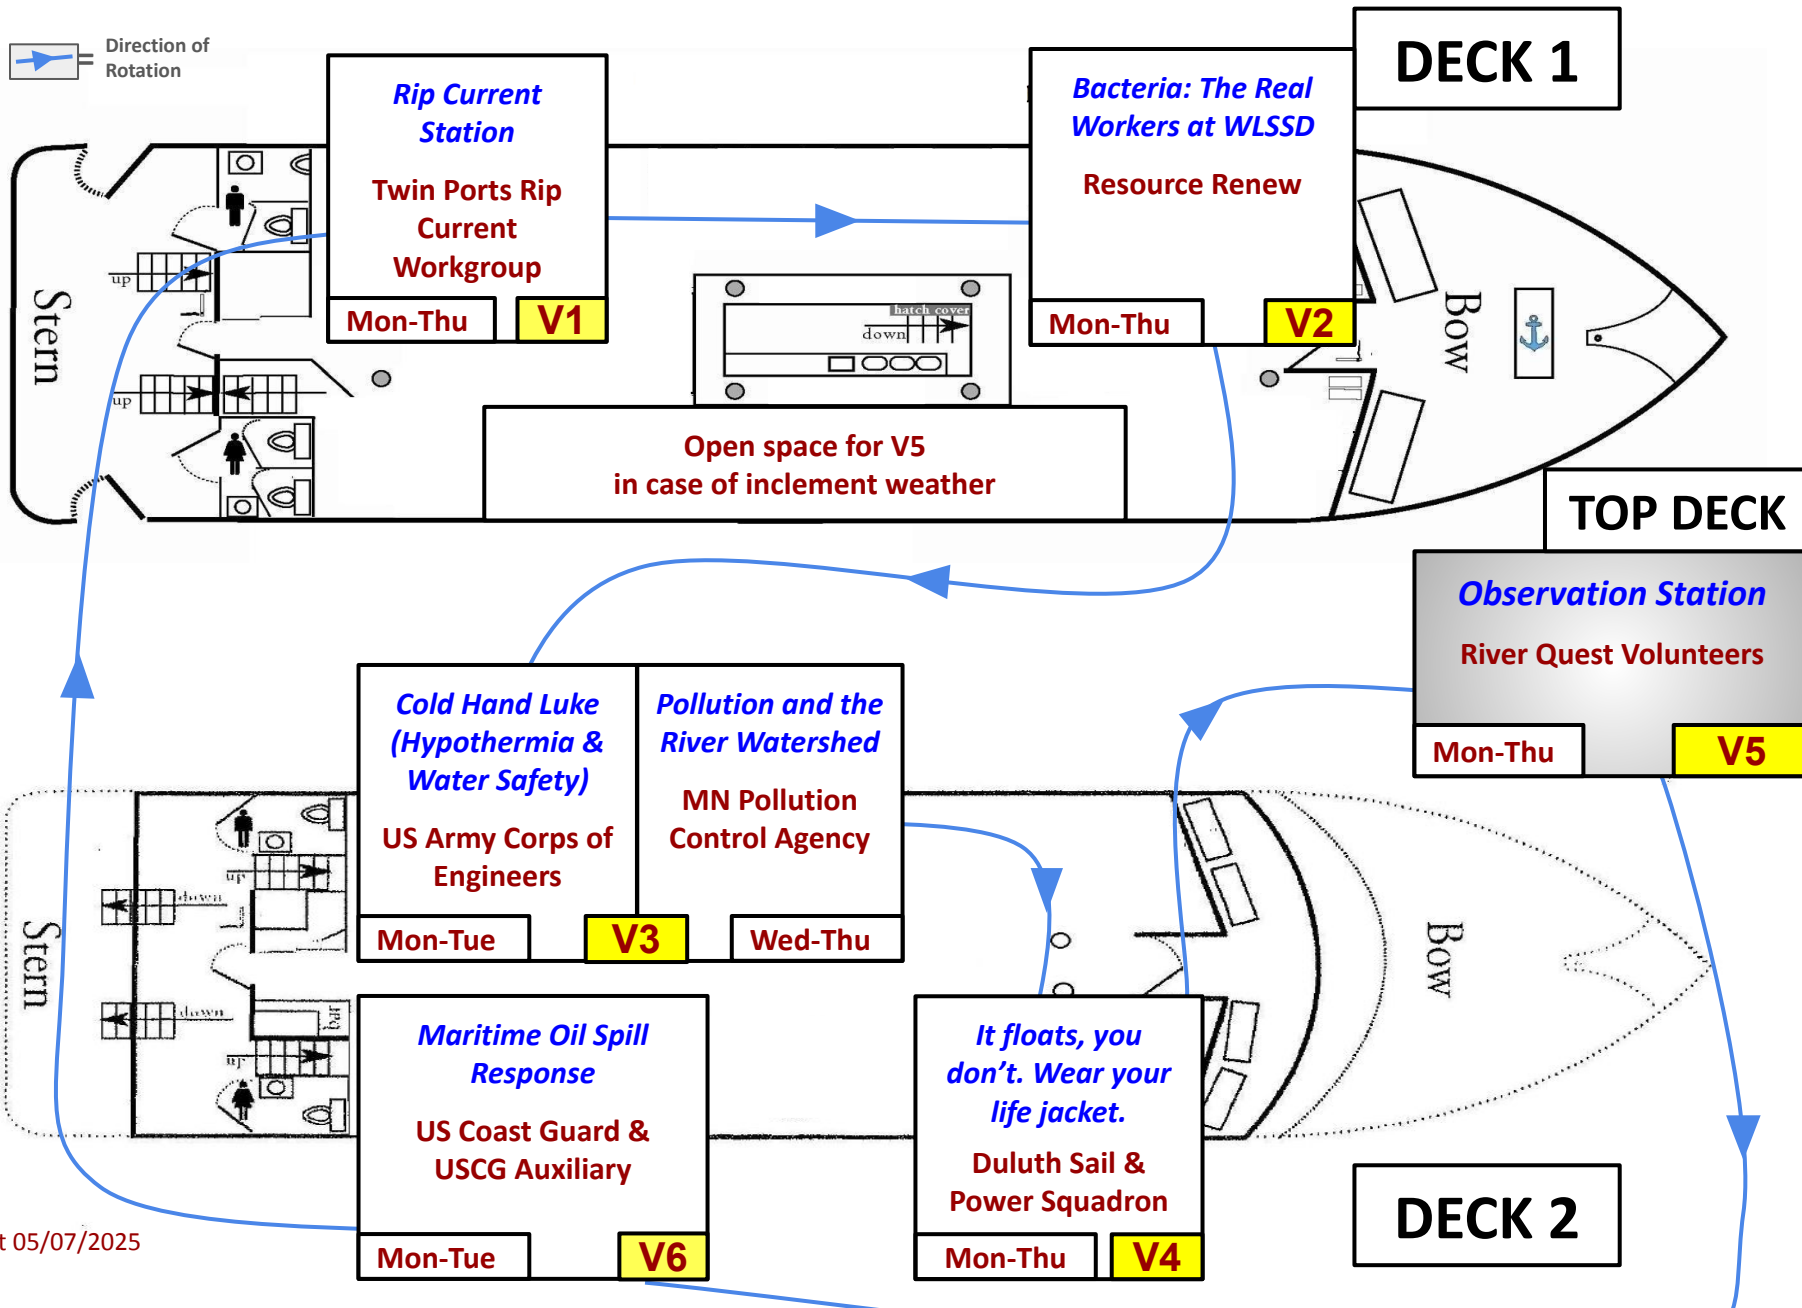 Direction of
Rotation
DECK 1
Rip Current
Station
Twin Ports Rip
Current
Workgroup
Mon-Thu
V1
Bacteria: The Real
Workers at WLSSD
Resource Renew
Mon-Thu
V2
up
up
Stern
hatch cover
down
Bow
Open space for V5
in case of inclement weather
TOP DECK
Observation Station
River Quest Volunteers
Mon-Thu
V5
Cold Hand Luke
(Hypothermia &
Water Safety)
US Army Corps of
Engineers
Mon-Tue
V3
Pollution and the
River Watershed
MN Pollution
Control Agency
Wed-Thu
up
down
Stern
down
up
bar
Bow
Maritime Oil Spill
Response
US Coast Guard &
USCG Auxiliary
Mon-Tue
V6
It floats, you
don’t. Wear your
life jacket.
Duluth Sail &
Power Squadron
Mon-Thu
V4
DECK 2
t 05/07/2025